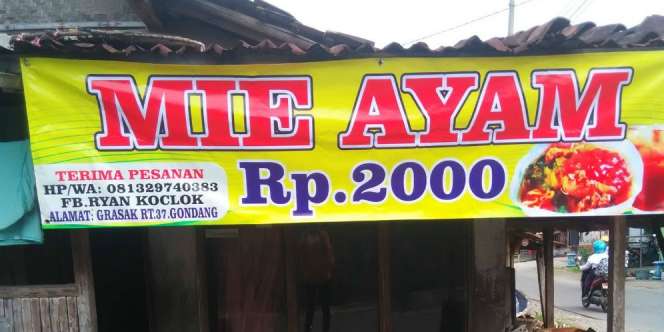 MIE AYAM
Rp.2000
TERIMA PESANAN
HP/WA: 081329740383
FB.RYAN KOCLOK
ALAMAT: GRASAK RT.37.GONDANG